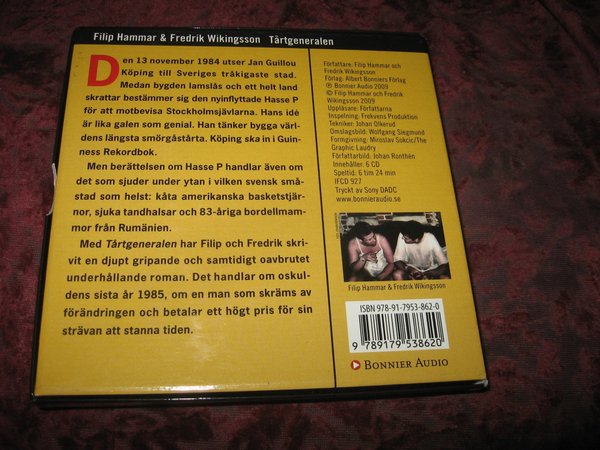 Filip Hammar & Fredrik Wikingsson Tårtgeneralen
Den 13 november 1984 utser Jan Guillou
Köping till Sveriges tråkigaste stad.
Medan bygden lamslås och ett helt land
skrattar bestämmer sig den nyinflyttade Hasse P
för att motbevisa Stockholmsjävlarna. Hans idé
är lika galen som genial. Han tänker bygga värl-
dens längsta smörgåstårta. Köping ska in i Guin-
ness Rekordbok.
Men berättelsen om Hasse P handlar även om
det som sjuder under ytan i vilken svensk små-
stad som helst: kåta amerikanska basketstjär-
nor, sjuka tandhalsar och 83-åriga bordellmam-
mor från Rumänien.
Med Tårtgeneralen har Filip och Fredrik skri-
vit en djupt gripande och samtidigt oavbrutet
underhållande roman. Det handlar om oskul-
dens sista år 1985, om en man som skräms av
förändringen och betalar ett högt pris för sin
strävan att stanna tiden.
Författare: Filip Hammar och
Fredrik Wikingsson
Förlag: Albert Bonniers Förlag
℗ Bonnier Audio 2009
© Filip Hammar och Fredrik
Wikingsson 2009
Uppläsare: Författarna
Inspelning: Frekvens Produktion
Tekniker: Johan Olkerud
Omslagsbild: Wolfgang Siegmund
Formgivning: Miroslav Sokcic/The
Graphic Laudry
Författarbild: Johan Ronthén
Innehåller: 6 CD
Speltid: 6 tim 24 min
IFCD 927
Tryckt av Sony DADC
www.bonnieraudio.se
Filip Hammar & Fredrik Wikingsson
ISBN 978-91-7953-862-0
9 789179 538620
BONNIER AUDIO